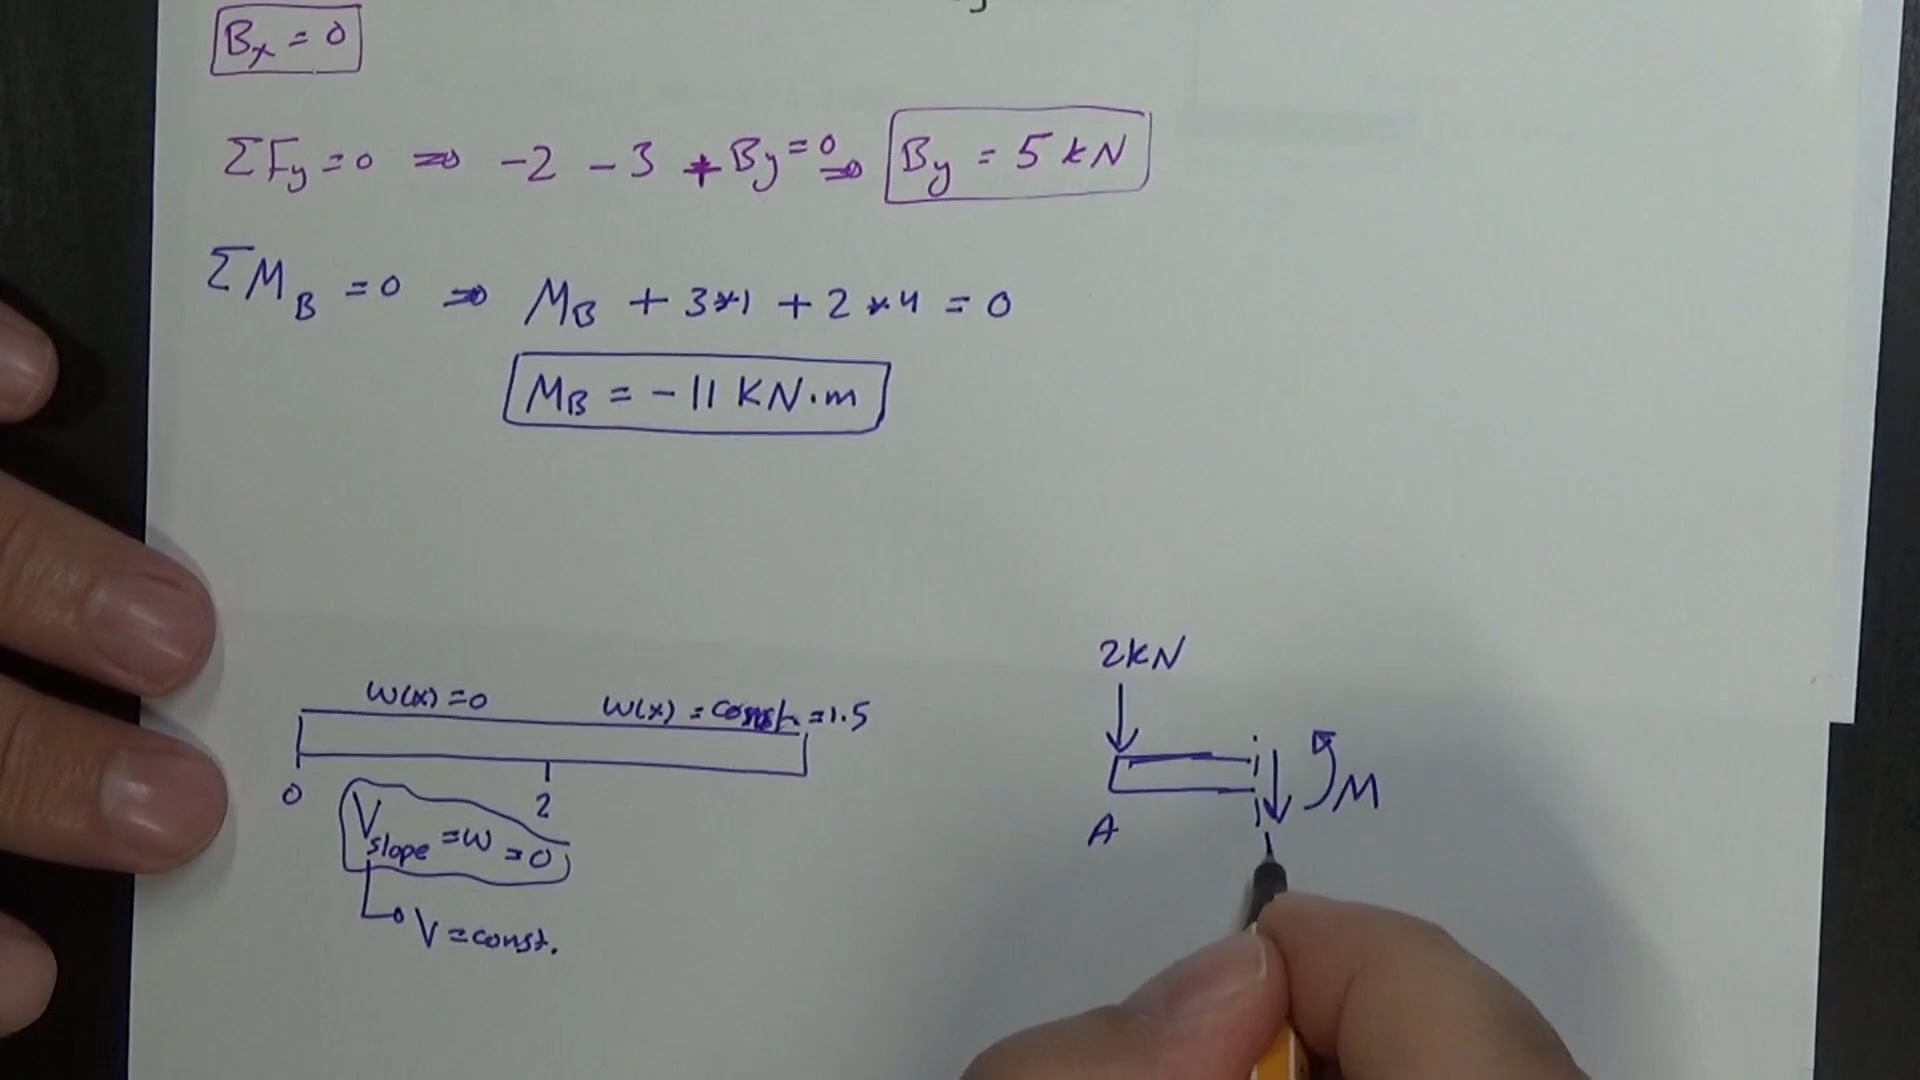 Bx = 0
ΣFy = 0 ⇒ -2 - 3 + By = 0 ⇒ By = 5 kN
ΣMB = 0 ⇒ MB + 3*1 + 2*4 = 0
MB = -11 KN.m
2kN
w(x) = 0 w(x) = const. = 1.5
M
0 2 A
Vslope = w = 0
V = const.